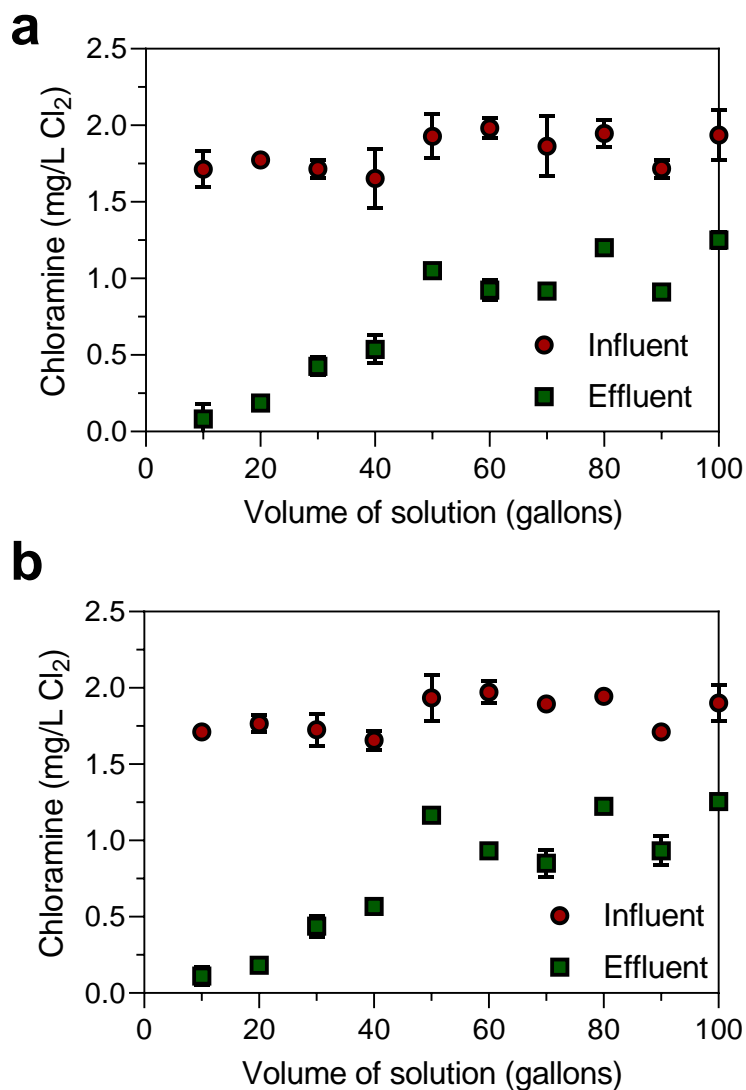 a
2.5
2.0
1.5
1.0
0.5
0.0
Chloramine (mg/L Cl₂)
Influent
Effluent
0 20 40 60 80 100
Volume of solution (gallons)
b
2.5
2.0
1.5
1.0
0.5
0.0
Chloramine (mg/L Cl₂)
Influent
Effluent
0 20 40 60 80 100
Volume of solution (gallons)